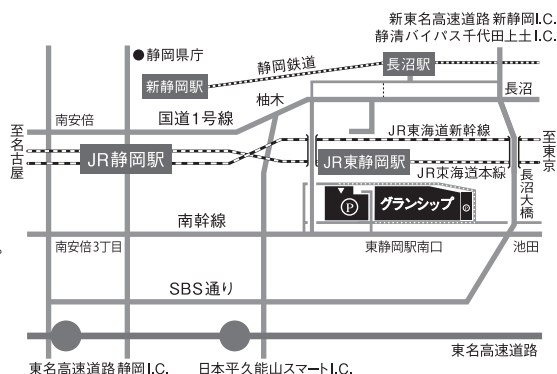 新東名高速道路 新静岡I.C.
静清バイパス千代田上土I.C.
●静岡県庁
静岡鉄道
長沼駅
新静岡駅
柚木
長沼
南安倍
国道1号線
JR東海道新幹線
至名古屋
JR静岡駅
JR東静岡駅
至東京
JR東海道本線
長沼大橋
P
グランシップ
P
南幹線
南安倍3丁目
東静岡駅南口
池田
SBS通り
東名高速道路
東名高速道路 静岡I.C.
日本平久能山スマートI.C.